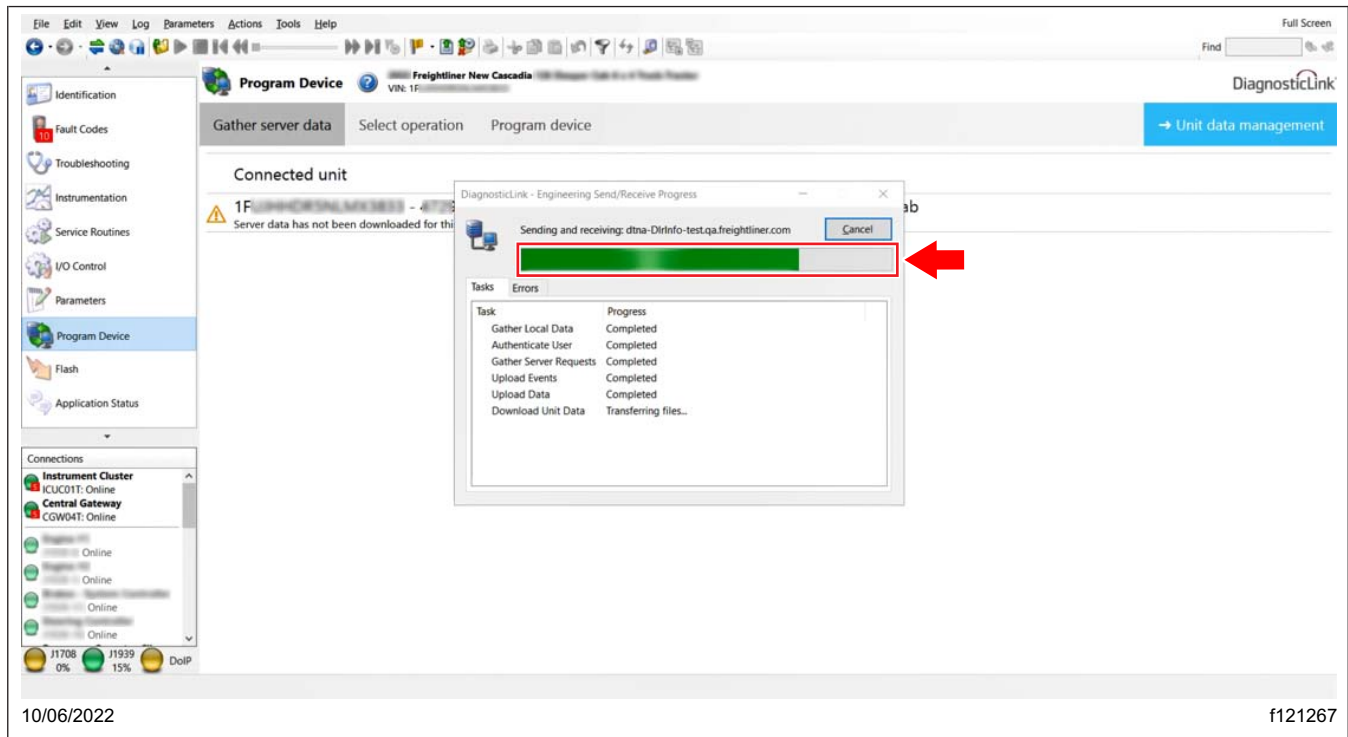 File Edit View Log Parameters Actions Tools Help
Full Screen
Find
Identification
10
Fault Codes
Troubleshooting
Instrumentation
Service Routines
I/O Control
Parameters
Program Device
Flash
Application Status
Program Device
Freightliner New Cascadia
VIN: 1F
DiagnosticLink
Gather server data Select operation Program device
→ Unit data management
Connected unit
1F
Server data has not been downloaded for thi
ab
DiagnosticLink - Engineering Send/Receive Progress
Sending and receiving: dtna-DlrInfo-test.qa.freightliner.com
Cancel
Tasks Errors
Task Progress
Gather Local Data Completed
Authenticate User Completed
Gather Server Requests Completed
Upload Events Completed
Upload Data Completed
Download Unit Data Transferring files...
Connections
Instrument Cluster
ICUC01T: Online
Central Gateway
CGW04T: Online
Online
Online
Online
Online
J1708 J1939 DoIP
0% 15%
10/06/2022
f121267